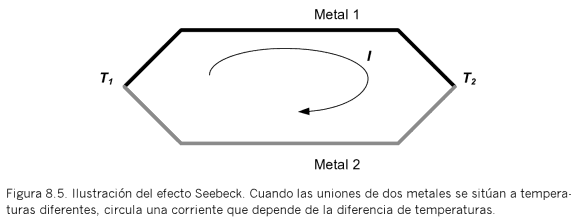 Metal 1
I
T1
T2
Metal 2
Figura 8.5. Ilustración del efecto Seebeck. Cuando las uniones de dos metales se sitúan a tempera-
turas diferentes, circula una corriente que depende de la diferencia de temperaturas.